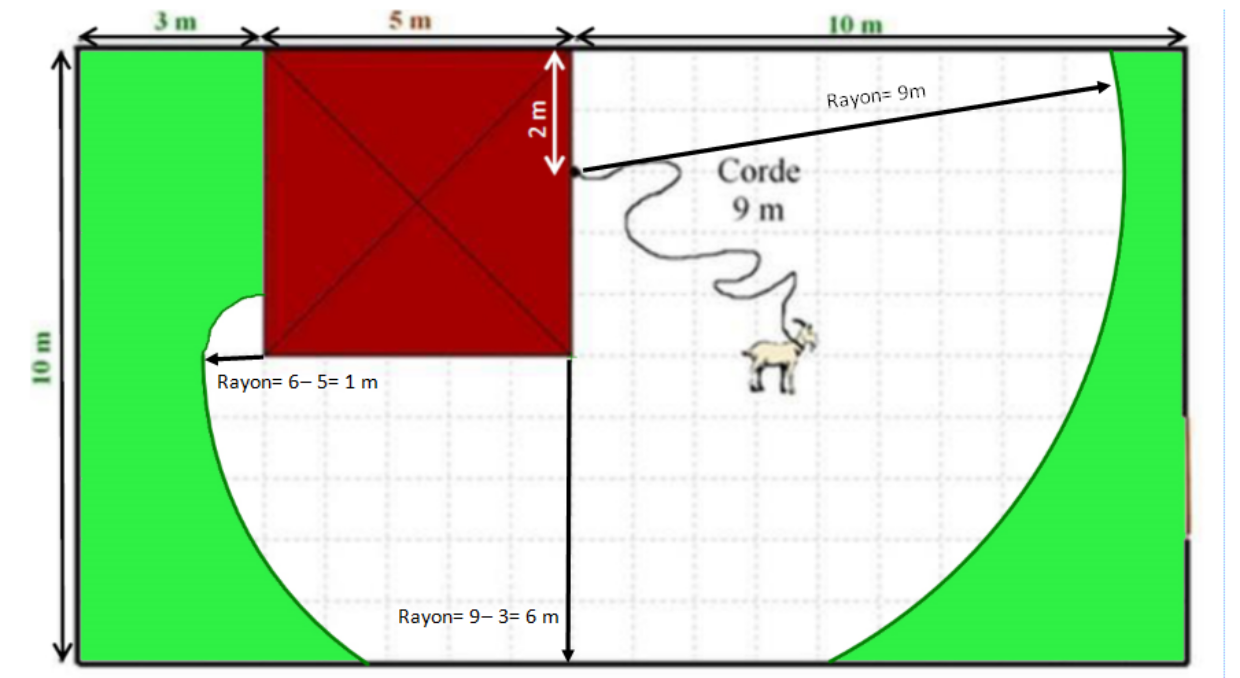 3 m
5 m
10 m
Rayon= 9m
2 m
Corde
9 m
10 m
Rayon= 6– 5= 1 m
Rayon= 9– 3= 6 m